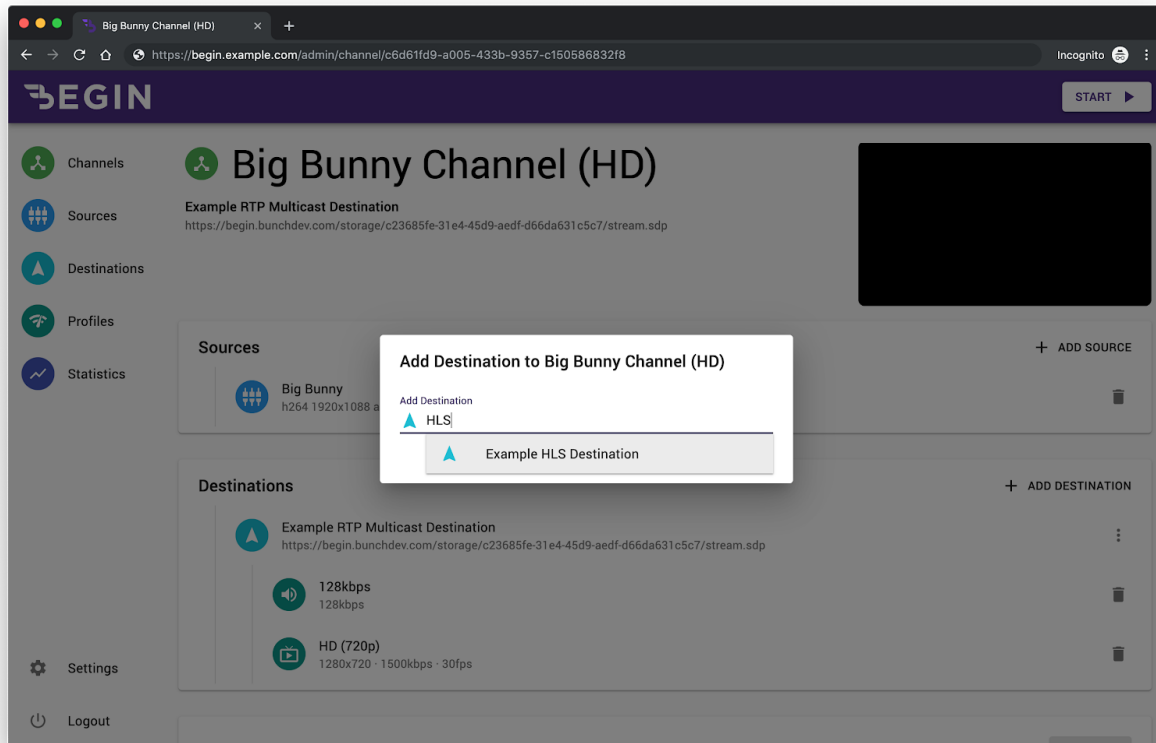 Big Bunny Channel (HD)
https://begin.example.com/admin/channel/c6d61fd9-a005-433b-9357-c150586832f8
Incognito
BEGIN
START
Channels
Sources
Destinations
Profiles
Statistics
Settings
Logout
Big Bunny Channel (HD)
Example RTP Multicast Destination
https://begin.bunchdev.com/storage/c23685fe-31e4-45d9-aedf-d66da631c5c7/stream.sdp
Sources
ADD SOURCE
Big Bunny
h264 1920x1088 a
Add Destination to Big Bunny Channel (HD)
Add Destination
HLS
Example HLS Destination
Destinations
ADD DESTINATION
Example RTP Multicast Destination
https://begin.bunchdev.com/storage/c23685fe-31e4-45d9-aedf-d66da631c5c7/stream.sdp
128kbps
128kbps
HD (720p)
1280x720 · 1500kbps · 30fps